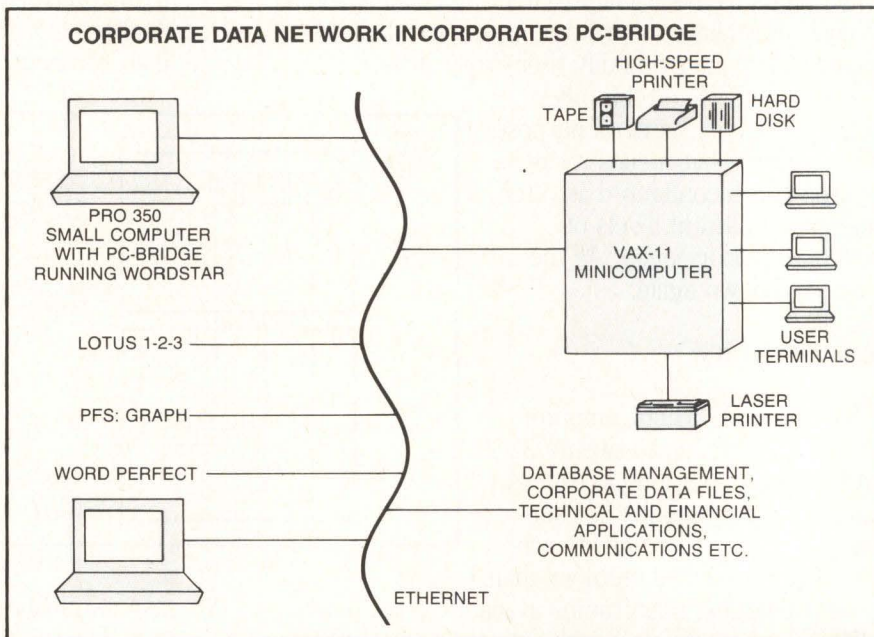 CORPORATE DATA NETWORK INCORPORATES PC-BRIDGE
PRO 350
SMALL COMPUTER
WITH PC-BRIDGE
RUNNING WORDSTAR
LOTUS 1-2-3
PFS: GRAPH
WORD PERFECT
ETHERNET
HIGH-SPEED
PRINTER
TAPE
HARD
DISK
VAX-11
MINICOMPUTER
USER
TERMINALS
LASER
PRINTER
DATABASE MANAGEMENT,
CORPORATE DATA FILES,
TECHNICAL AND FINANCIAL
APPLICATIONS,
COMMUNICATIONS ETC.